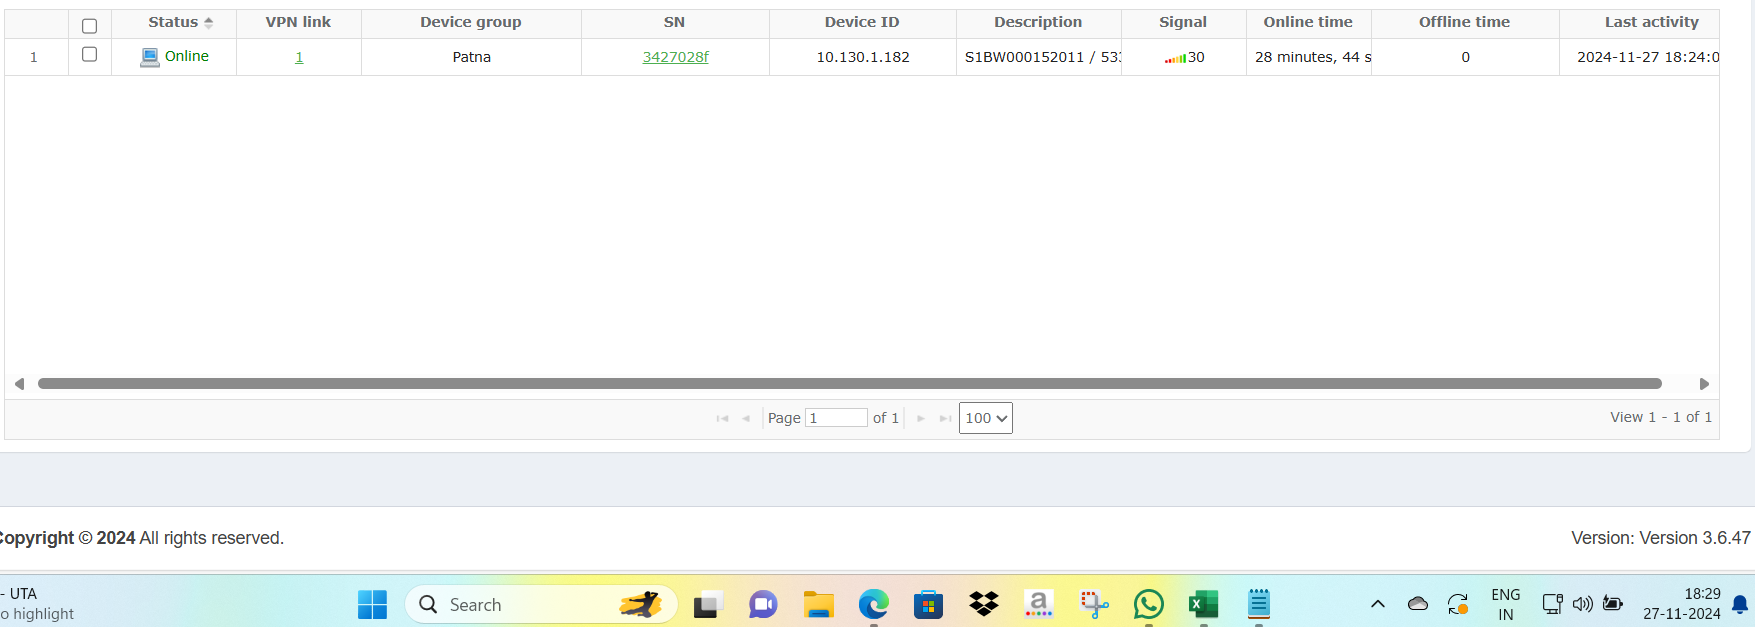 Status VPN link Device group SN Device ID Description Signal Online time Offline time Last activity
1 Online 1 Patna 3427028f 10.130.1.182 S1BW000152011 / 53 30 28 minutes, 44 s 0 2024-11-27 18:24:0
Page 1 of 1 100 View 1 - 1 of 1
Copyright © 2024 All rights reserved. Version: Version 3.6.47
- UTA
o highlight
Search
a
X
ENG
IN
18:29
27-11-2024